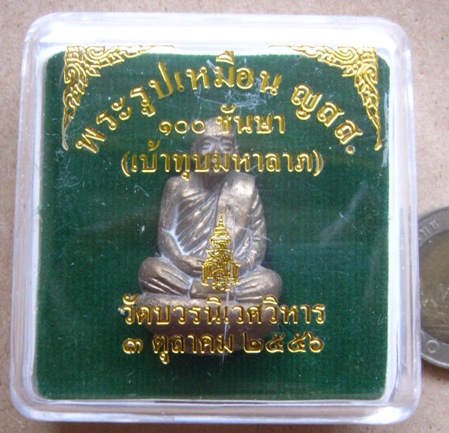 พระรูปเหมือน ญสส.
๑๐๐ ชันษา
(เบ้าทุบมหาลาภ)
วัดบวรนิเวศวิหาร
๓ ตุลาคม ๒๕๕๖